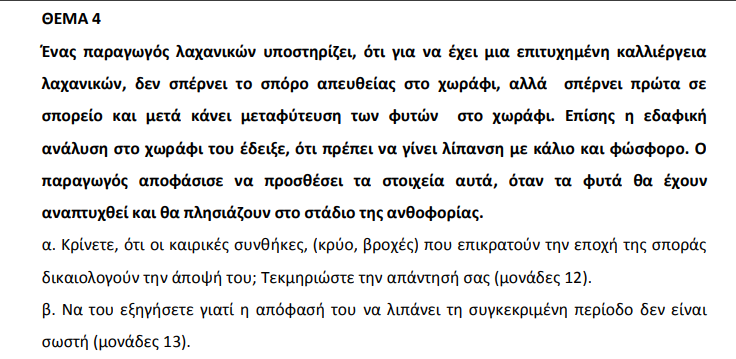 ΘΕΜΑ 4
Ένας παραγωγός λαχανικών υποστηρίζει, ότι για να έχει μια επιτυχημένη καλλιέργεια
λαχανικών, δεν σπέρνει το σπόρο απευθείας στο χωράφι, αλλά σπέρνει πρώτα σε
σπορείο και μετά κάνει μεταφύτευση των φυτών στο χωράφι. Επίσης η εδαφική
ανάλυση στο χωράφι του έδειξε, ότι πρέπει να γίνει λίπανση με κάλιο και φώσφορο. Ο
παραγωγός αποφάσισε να προσθέσει τα στοιχεία αυτά, όταν τα φυτά θα έχουν
αναπτυχθεί και θα πλησιάζουν στο στάδιο της ανθοφορίας.
α. Κρίνετε, ότι οι καιρικές συνθήκες, (κρύο, βροχές) που επικρατούν την εποχή της σποράς
δικαιολογούν την άποψή του; Τεκμηριώστε την απάντησή σας (μονάδες 12).
β. Να του εξηγήσετε γιατί η απόφασή του να λιπάνει τη συγκεκριμένη περίοδο δεν είναι
σωστή (μονάδες 13).